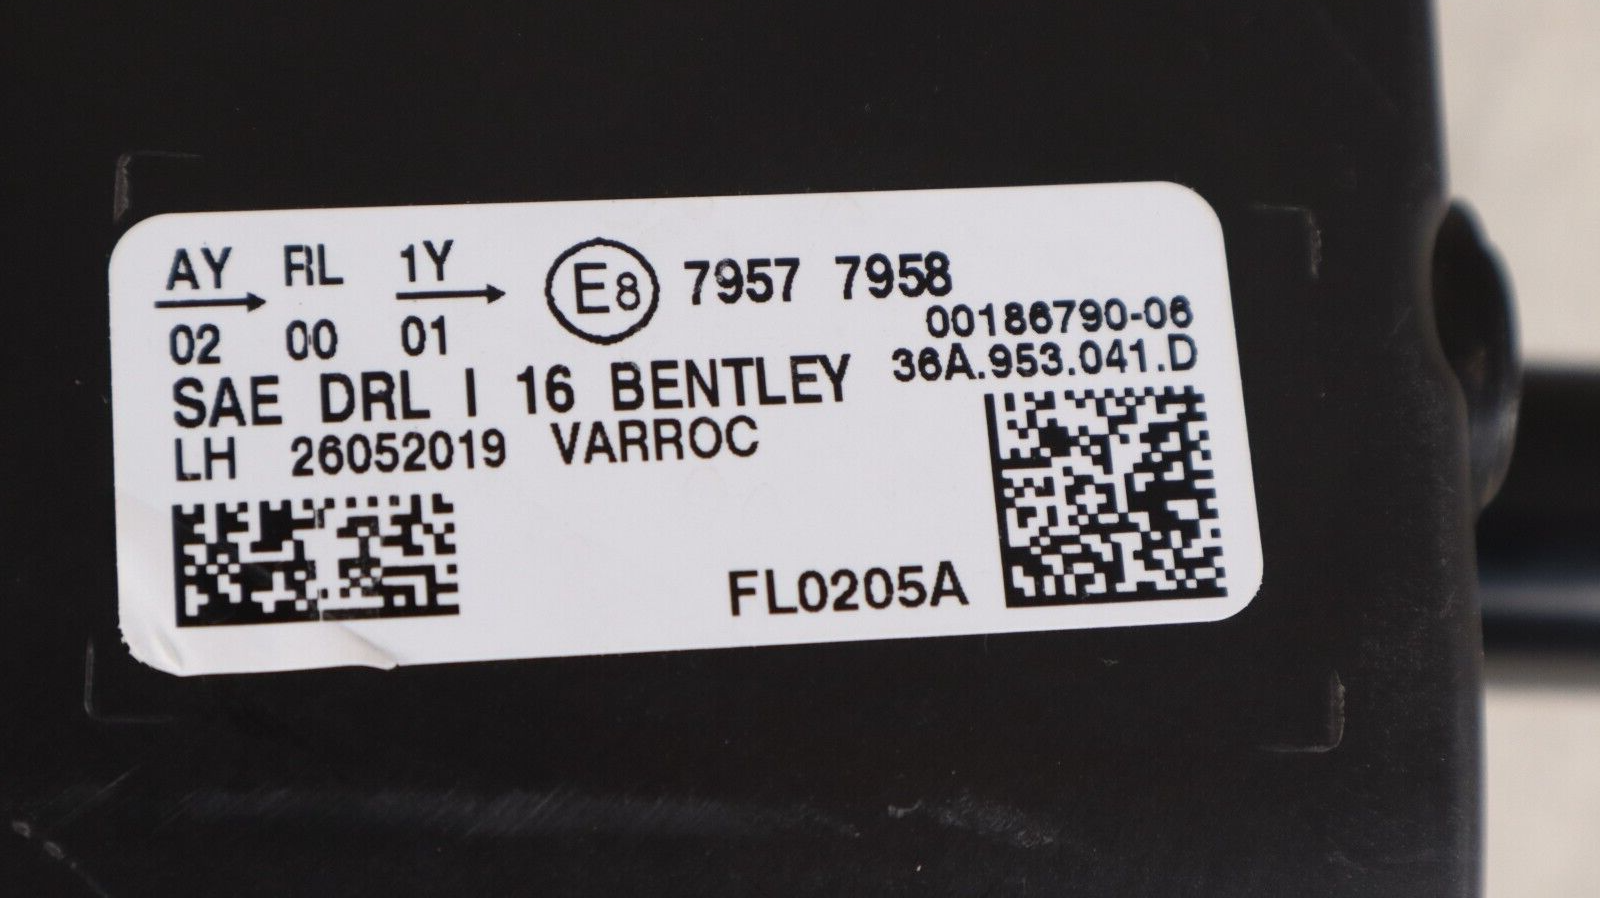 AY RL 1Y E8 7957 7958
02 00 01 00186790-06
SAE DRL I 16 BENTLEY 36A.953.041.D
LH 26052019 VARROC
FL0205A